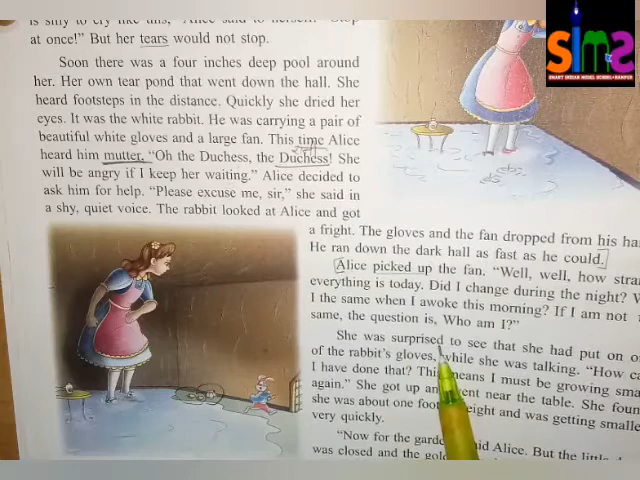 is silly to cry like this," Alice said to herself. "Stop
at once!" But her tears would not stop.
Soon there was a four inches deep pool around
her. Her own tear pond that went down the hall. She
heard footsteps in the distance. Quickly she dried her
eyes. It was the white rabbit. He was carrying a pair of
beautiful white gloves and a large fan. This time Alice
heard him mutter, "Oh the Duchess, the Duchess! She
will be angry if I keep her waiting." Alice decided to
ask him for help. "Please excuse me, sir," she said in
a shy, quiet voice. The rabbit looked at Alice and got
a fright. The gloves and the fan dropped from his
He ran down the dark hall as fast as he could.
Alice picked up the fan. "Well, well, how
everything is today. Did I change during the night?
I the same when I awoke this morning? If I am not
same, the question is, Who am I?"
She was surprised to see that she had put on
of the rabbit's gloves, while she was talking. "How
I have done that? This means I must be growing
again." She got up and went near the table. She
she was about one foot height and was getting
very quickly.
"Now for the said Alice. But the
was closed and the
sims
SMART INDIAN MODEL SCHOOL